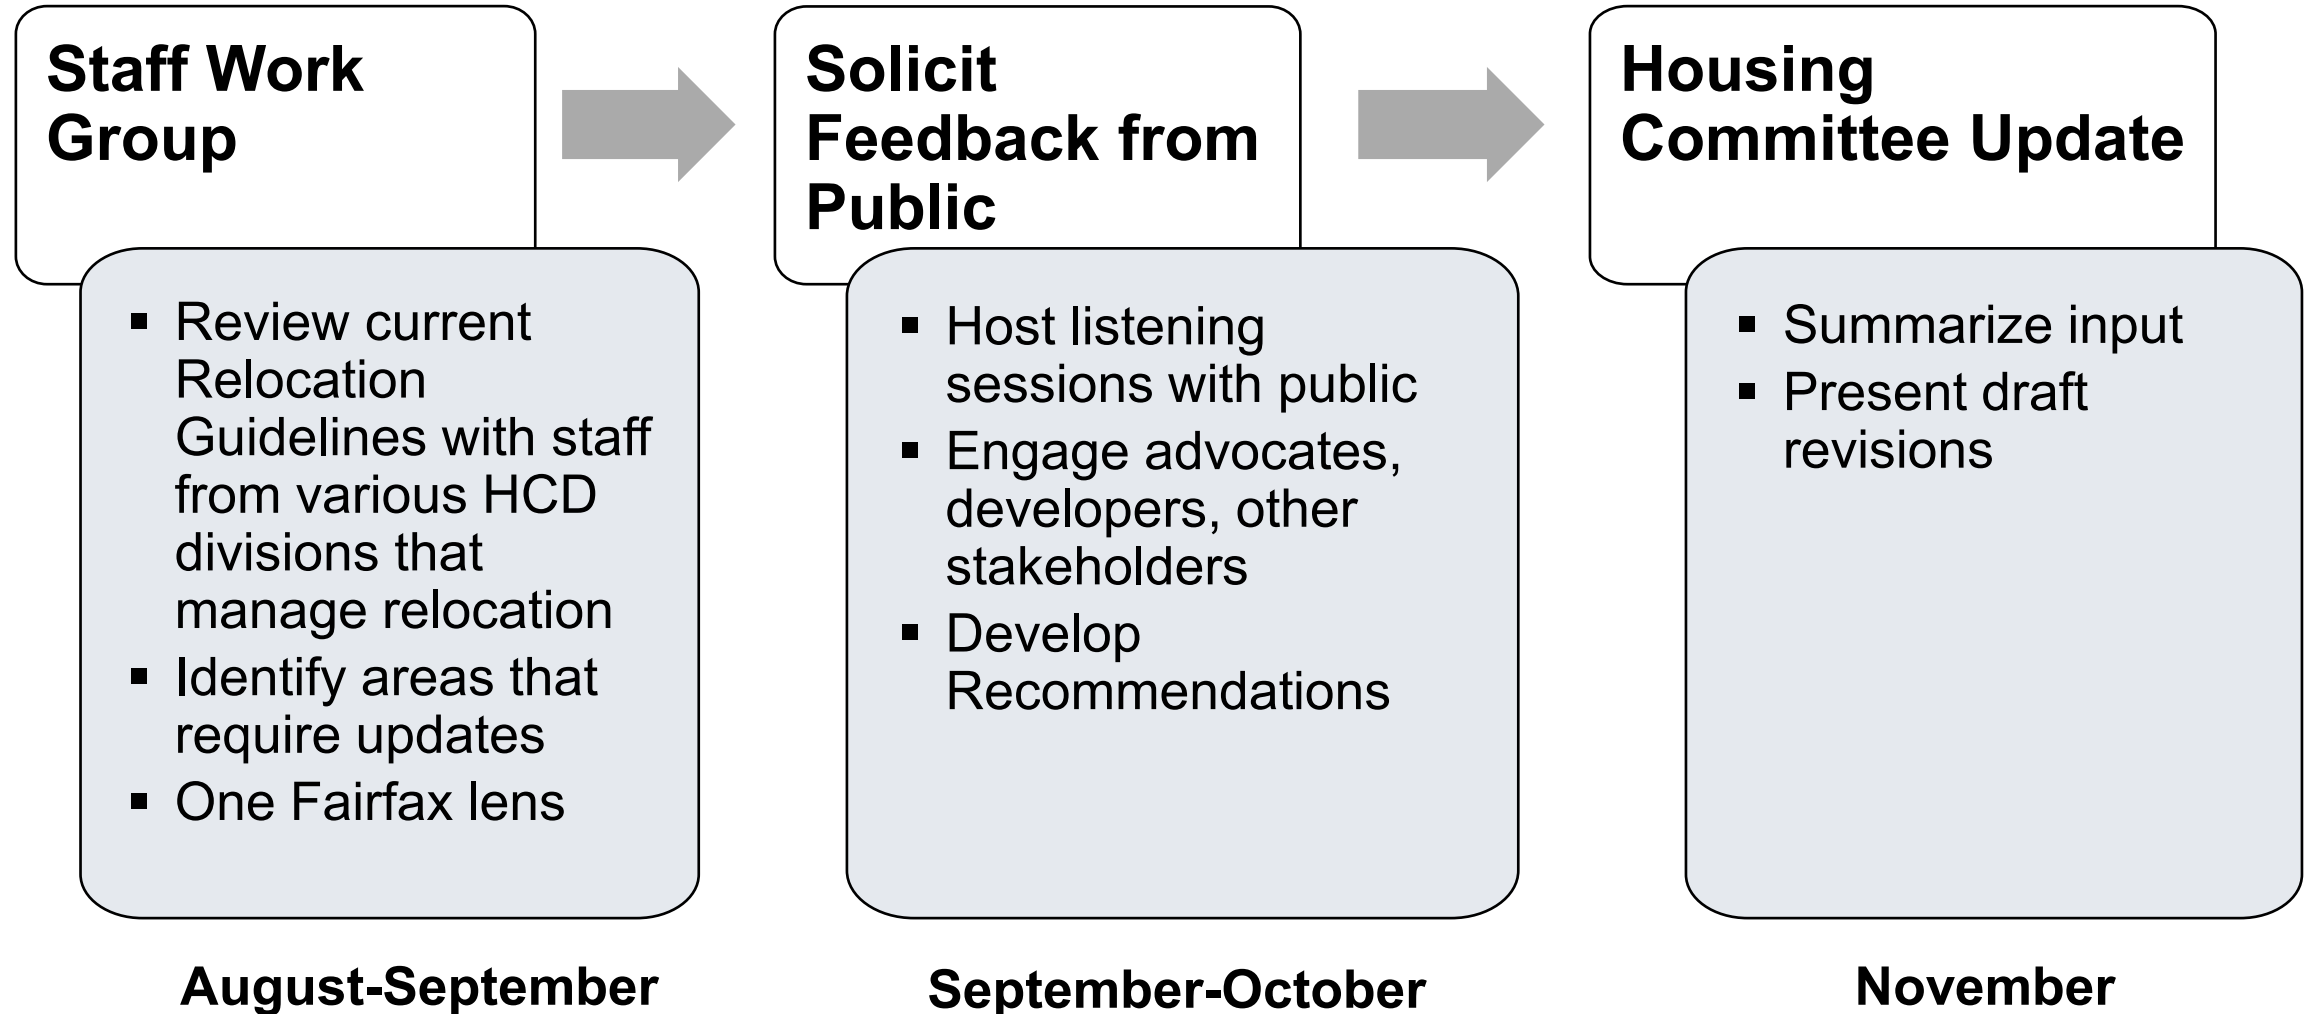 Staff Work
Group
▪ Review current
Relocation
Guidelines with staff
from various HCD
divisions that
manage relocation
▪ Identify areas that
require updates
▪ One Fairfax lens
August-September
Solicit
Feedback from
Public
▪ Host listening
sessions with public
▪ Engage advocates,
developers, other
stakeholders
▪ Develop
Recommendations
September-October
Housing
Committee Update
▪ Summarize input
▪ Present draft
revisions
November